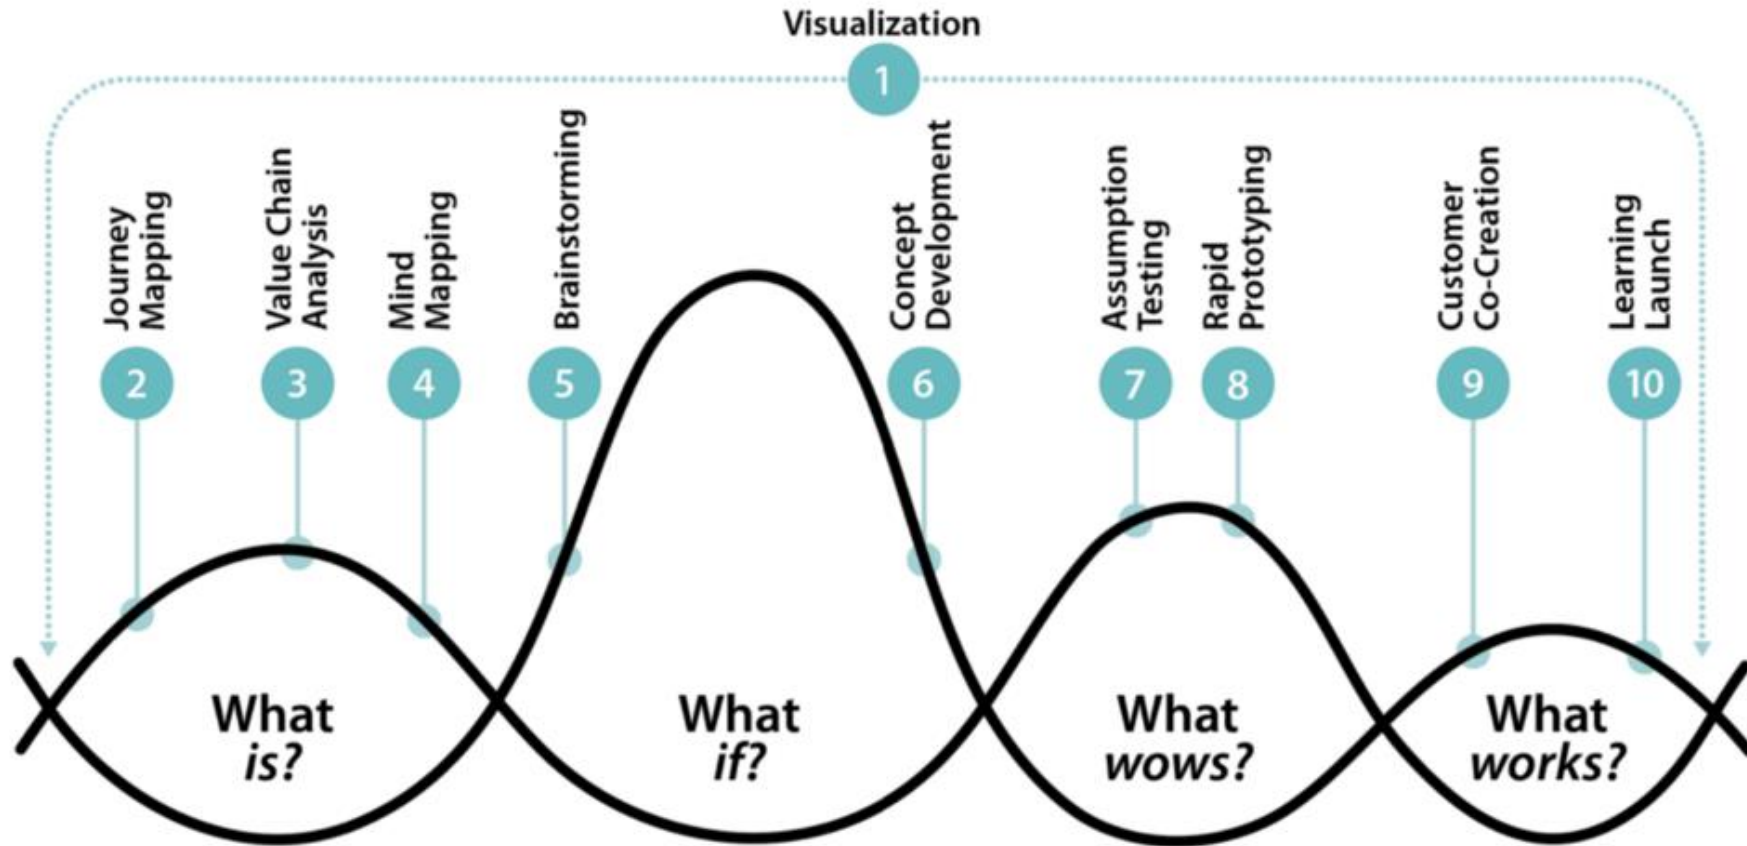 Visualization
1
Journey
Mapping
2
Value Chain
Analysis
3
Mind
Mapping
4
Brainstorming
5
Concept
Development
6
Assumption
Testing
7
Rapid
Prototyping
8
Customer
Co-Creation
9
Learning
Launch
10
What
is?
What
if?
What
wows?
What
works?